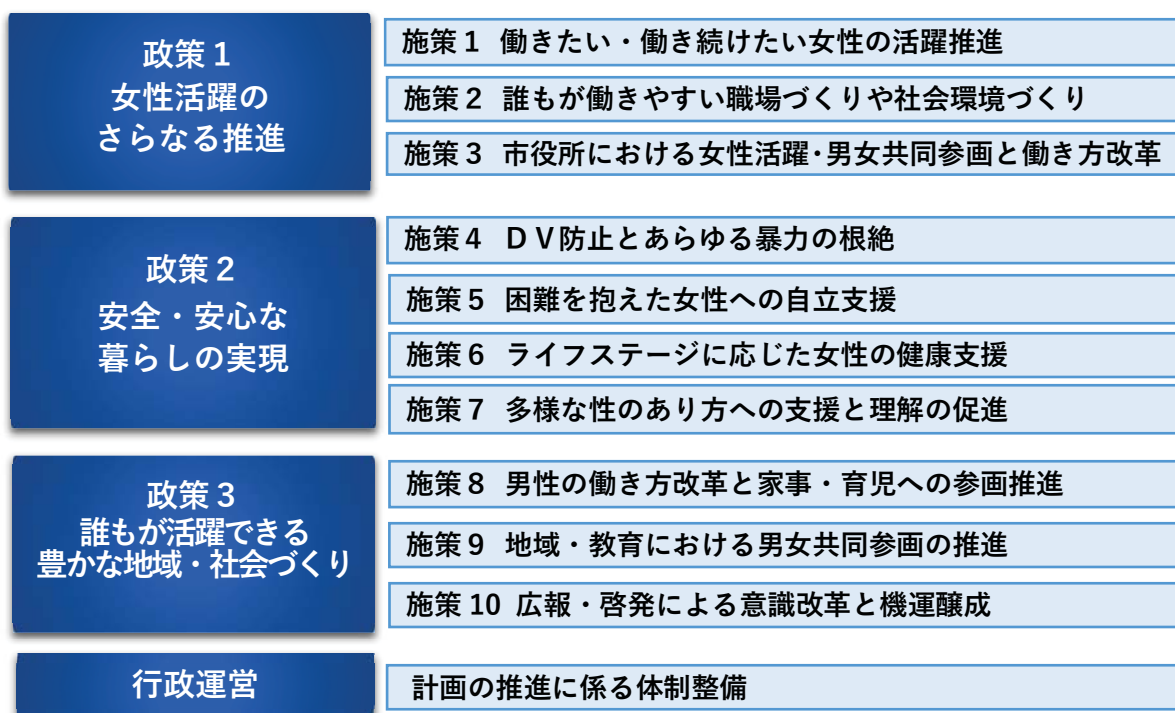 政策１
女性活躍の
さらなる推進
施策１ 働きたい・働き続けたい女性の活躍推進
施策２ 誰もが働きやすい職場づくりや社会環境づくり
施策３ 市役所における女性活躍･男女共同参画と働き方改革
政策２
安全・安心な
暮らしの実現
施策４ ＤＶ防止とあらゆる暴力の根絶
施策５ 困難を抱えた女性への自立支援
施策６ ライフステージに応じた女性の健康支援
施策７ 多様な性のあり方への支援と理解の促進
政策３
誰もが活躍できる
豊かな地域・社会づくり
施策８ 男性の働き方改革と家事・育児への参画推進
施策９ 地域・教育における男女共同参画の推進
施策 10 広報・啓発による意識改革と機運醸成
行政運営
計画の推進に係る体制整備